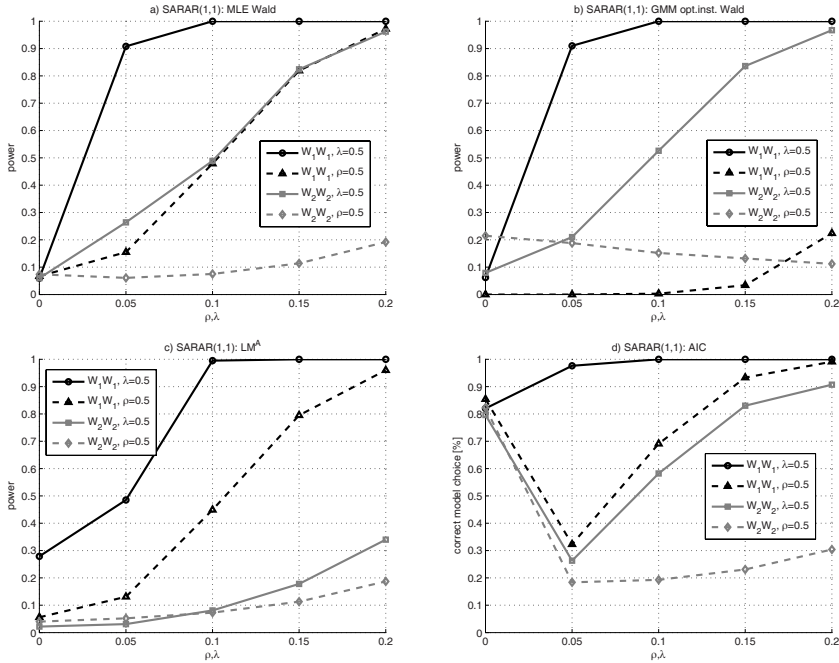 a) SARAR(1,1): MLE Wald
1
0.9
0.8
0.7
0.6
0.5
0.4
0.3
0.2
0.1
0
power
W1W1, λ=0.5
W1W1, ρ=0.5
W2W2, λ=0.5
W2W2, ρ=0.5
0 0.05 0.1 0.15 0.2
ρ,λ
b) SARAR(1,1): GMM opt.inst. Wald
1
0.9
0.8
0.7
0.6
0.5
0.4
0.3
0.2
0.1
0
power
W1W1, λ=0.5
W1W1, ρ=0.5
W2W2, λ=0.5
W2W2, ρ=0.5
0 0.05 0.1 0.15 0.2
ρ,λ
c) SARAR(1,1): LM^A
1
0.9
0.8
0.7
0.6
0.5
0.4
0.3
0.2
0.1
0
power
W1W1, λ=0.5
W1W1, ρ=0.5
W2W2, λ=0.5
W2W2, ρ=0.5
0 0.05 0.1 0.15 0.2
ρ,λ
d) SARAR(1,1): AIC
1
0.9
0.8
0.7
0.6
0.5
0.4
0.3
0.2
0.1
0
correct model choice [%]
W1W1, λ=0.5
W1W1, ρ=0.5
W2W2, λ=0.5
W2W2, ρ=0.5
0 0.05 0.1 0.15 0.2
ρ,λ